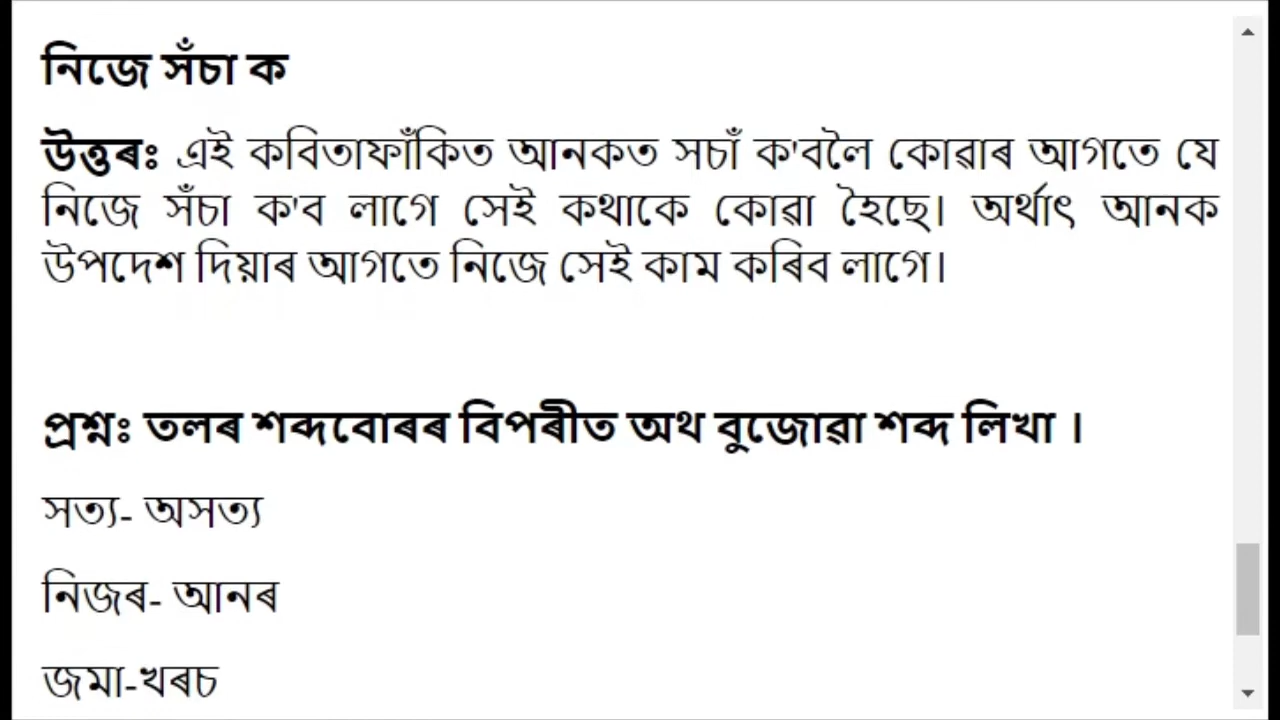 নিজে সঁচা ক
উত্তৰঃ এই কবিতাফাঁকিত আনকত সচাঁ ক'বলৈ কোৱাৰ আগতে যে
নিজে সঁচা ক'ব লাগে সেই কথাকে কোৱা হৈছে। অৰ্থাৎ আনক
উপদেশ দিয়াৰ আগতে নিজে সেই কাম কৰিব লাগে।
প্ৰশ্নঃ তলৰ শব্দবোৰৰ বিপৰীত অথ বুজোৱা শব্দ লিখা ।
সত্য- অসত্য
নিজৰ- আনৰ
জমা-খৰচ